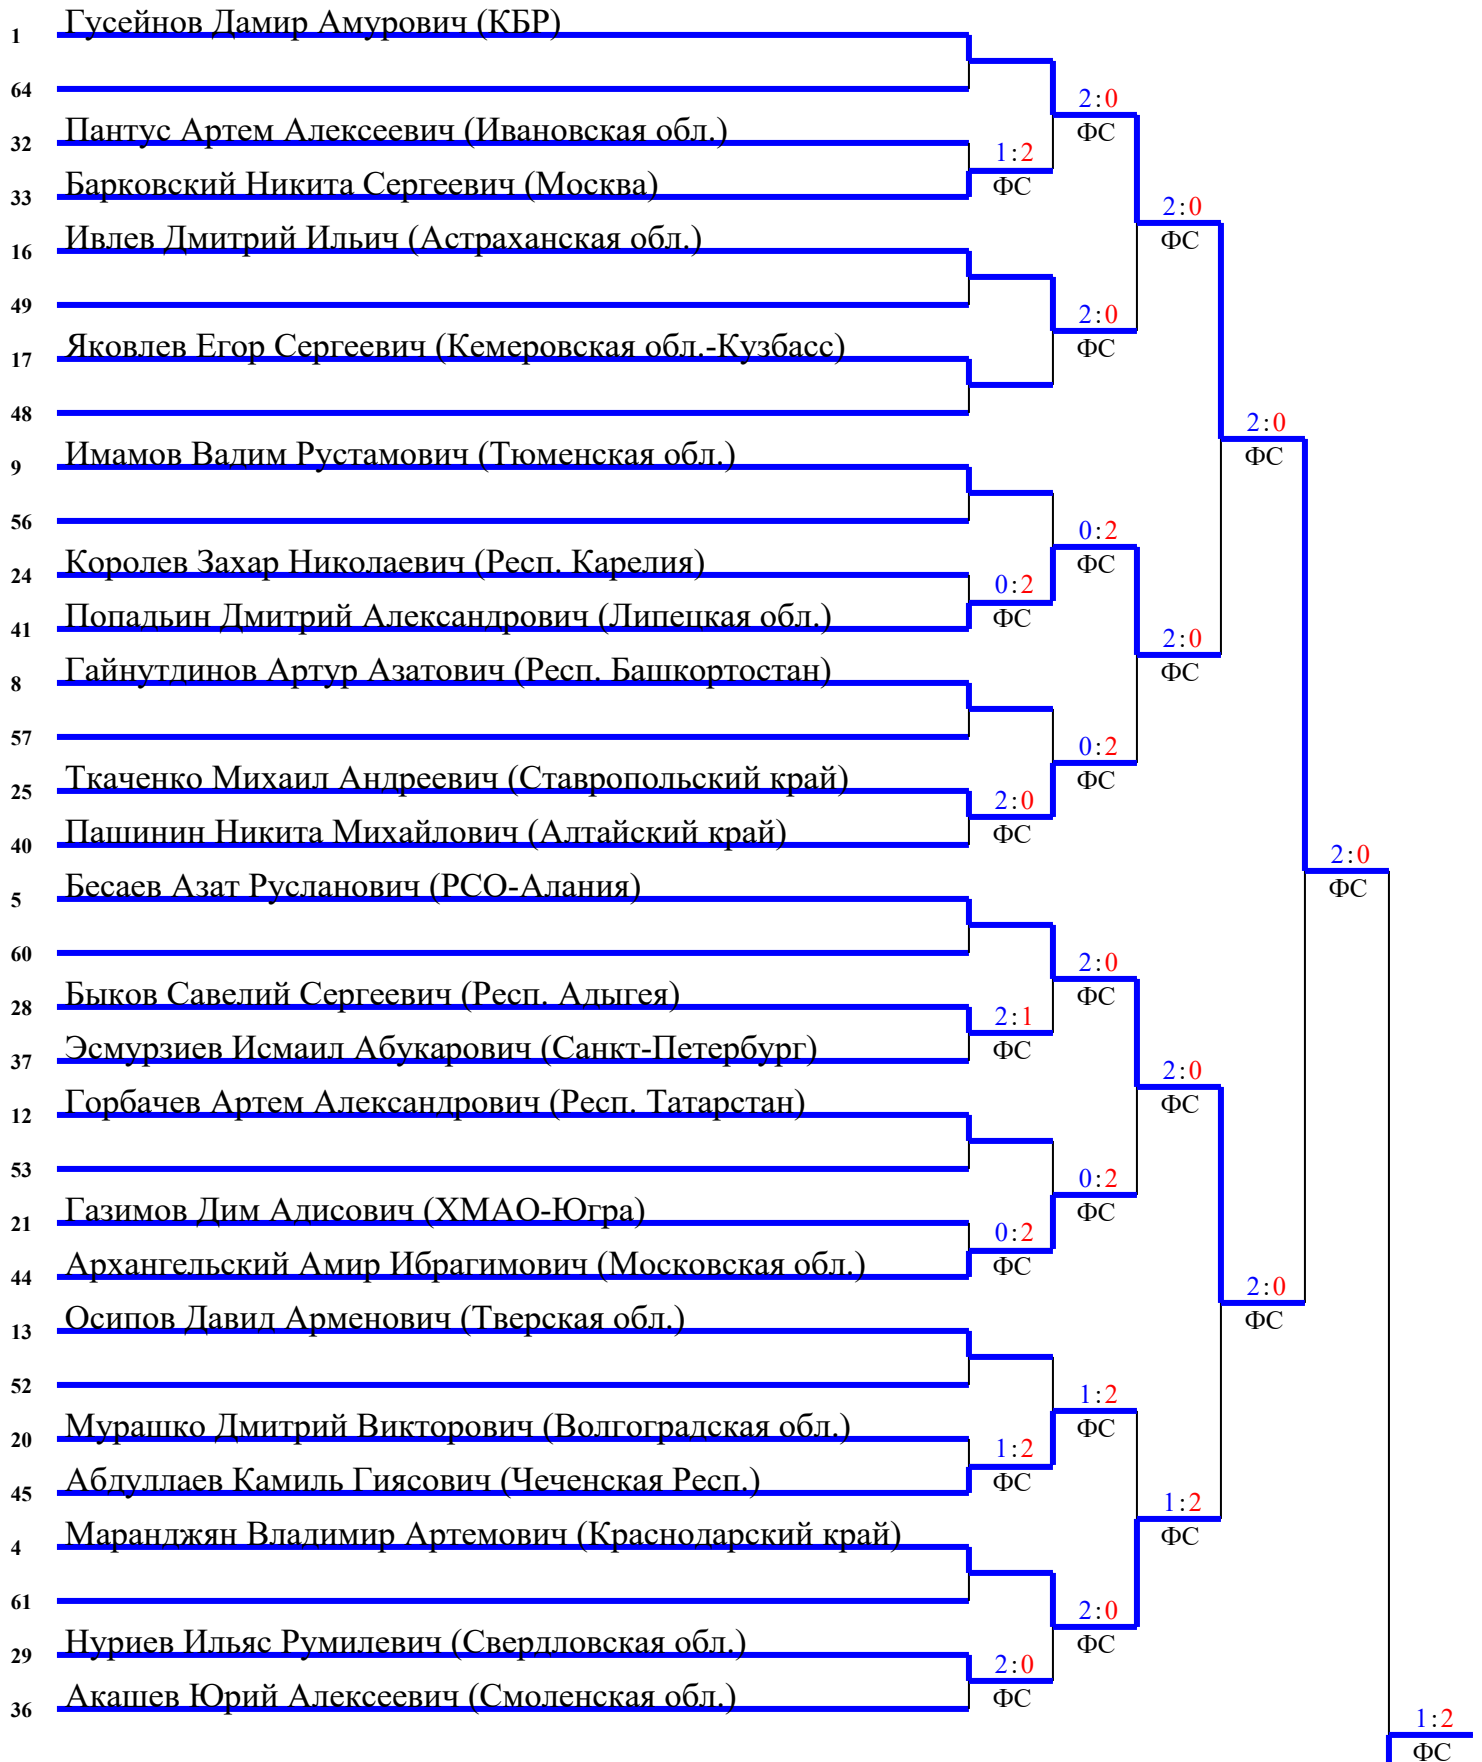 1 Гусейнов Дамир Амурович (КБР)
64
2:0
ФС
32 Пантус Артем Алексеевич (Ивановская обл.)
1:2
ФС
33 Барковский Никита Сергеевич (Москва)
2:0
ФС
16 Ивлев Дмитрий Ильич (Астраханская обл.)
49
2:0
ФС
17 Яковлев Егор Сергеевич (Кемеровская обл.-Кузбасс)
48
2:0
ФС
9 Имамов Вадим Рустамович (Тюменская обл.)
56
0:2
ФС
24 Королев Захар Николаевич (Респ. Карелия)
0:2
ФС
41 Попадьин Дмитрий Александрович (Липецкая обл.)
2:0
ФС
8 Гайнутдинов Артур Азатович (Респ. Башкортостан)
57
0:2
ФС
25 Ткаченко Михаил Андреевич (Ставропольский край)
2:0
ФС
40 Пашинин Никита Михайлович (Алтайский край)
2:0
ФС
5 Бесаев Азат Русланович (РСО-Алания)
60
2:0
ФС
28 Быков Савелий Сергеевич (Респ. Адыгея)
2:1
ФС
37 Эсмурзиев Исмаил Абукарович (Санкт-Петербург)
2:0
ФС
12 Горбачев Артем Александрович (Респ. Татарстан)
53
0:2
ФС
21 Газимов Дим Адисович (ХМАО-Югра)
0:2
ФС
44 Архангельский Амир Ибрагимович (Московская обл.)
2:0
ФС
13 Осипов Давид Арменович (Тверская обл.)
52
1:2
ФС
20 Мурашко Дмитрий Викторович (Волгоградская обл.)
1:2
ФС
45 Абдуллаев Камиль Гиясович (Чеченская Респ.)
1:2
ФС
4 Маранджян Владимир Артемович (Краснодарский край)
61
2:0
ФС
29 Нуриев Ильяс Румилевич (Свердловская обл.)
2:0
ФС
36 Акашев Юрий Алексеевич (Смоленская обл.)
1:2
ФС